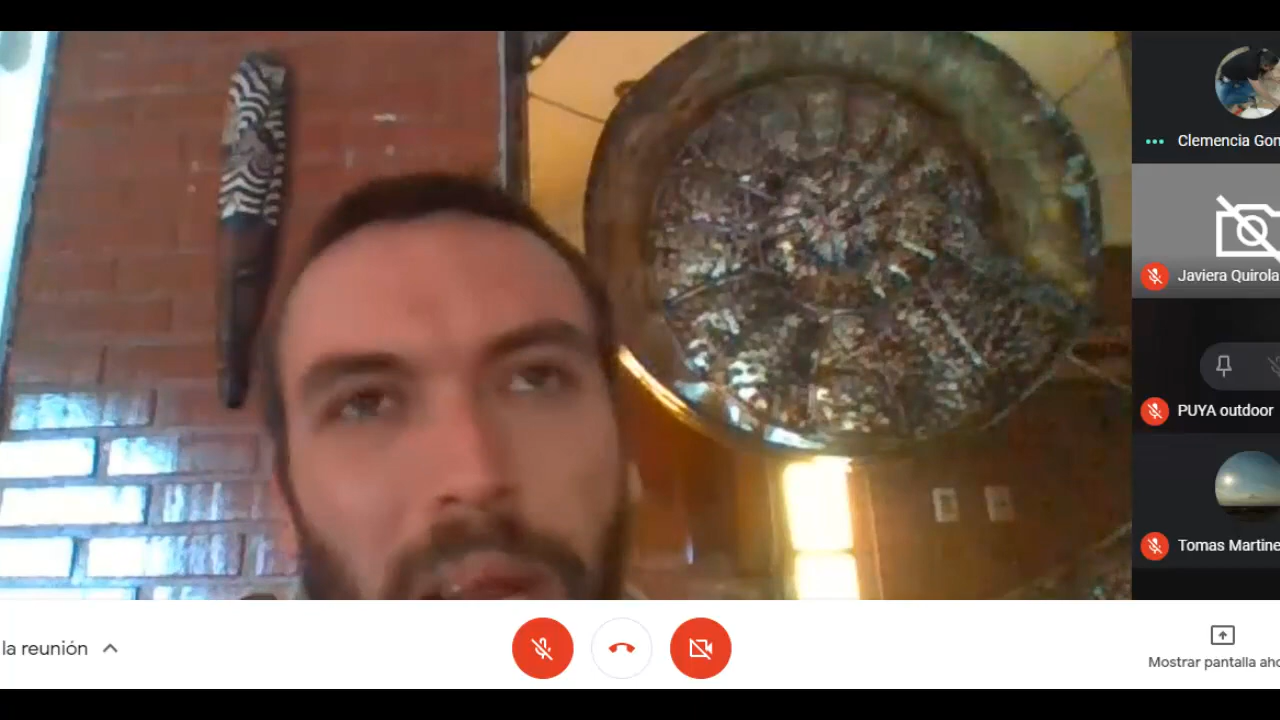 Clemencia Gon
Javiera Quirola
PUYA outdoor
Tomas Martine
la reunión
Mostrar pantalla aho